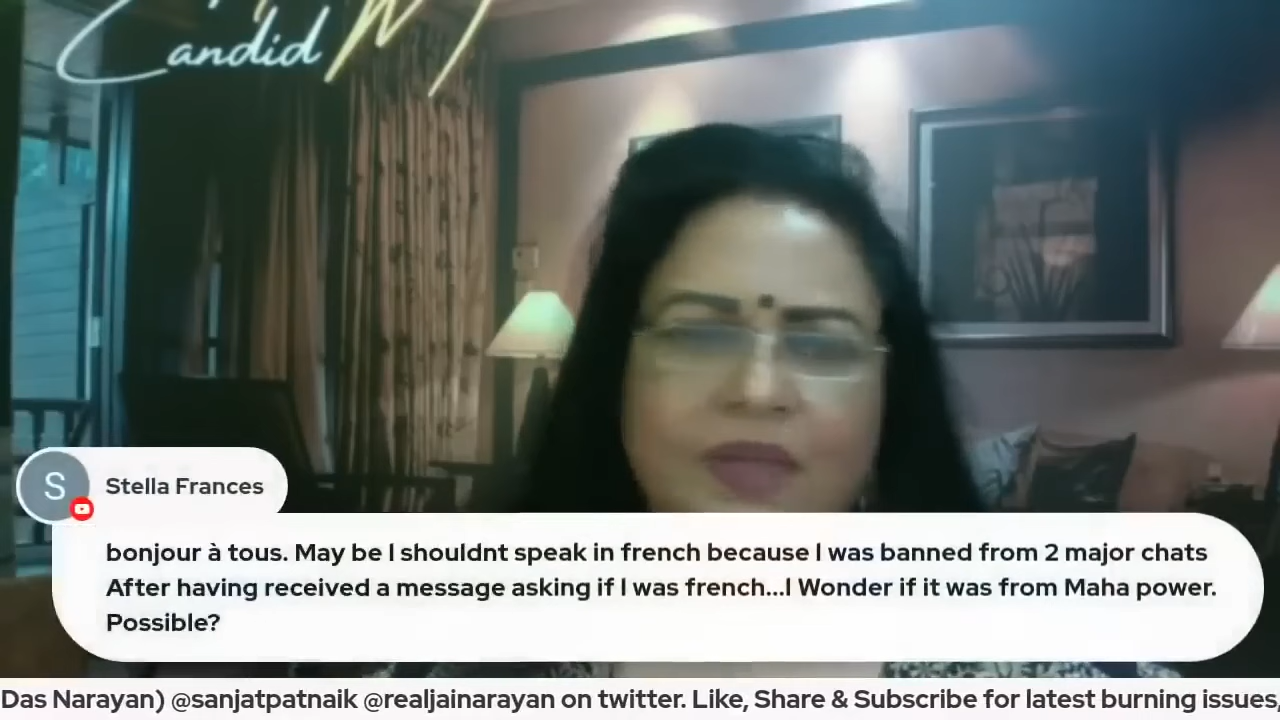 Candid M
S
Stella Frances
bonjour à tous. May be I shouldnt speak in french because I was banned from 2 major chats
After having received a message asking if I was french...I Wonder if it was from Maha power.
Possible?
Das Narayan) @sanjatpatnaik @realjainarayan on twitter. Like, Share & Subscribe for latest burning issues,